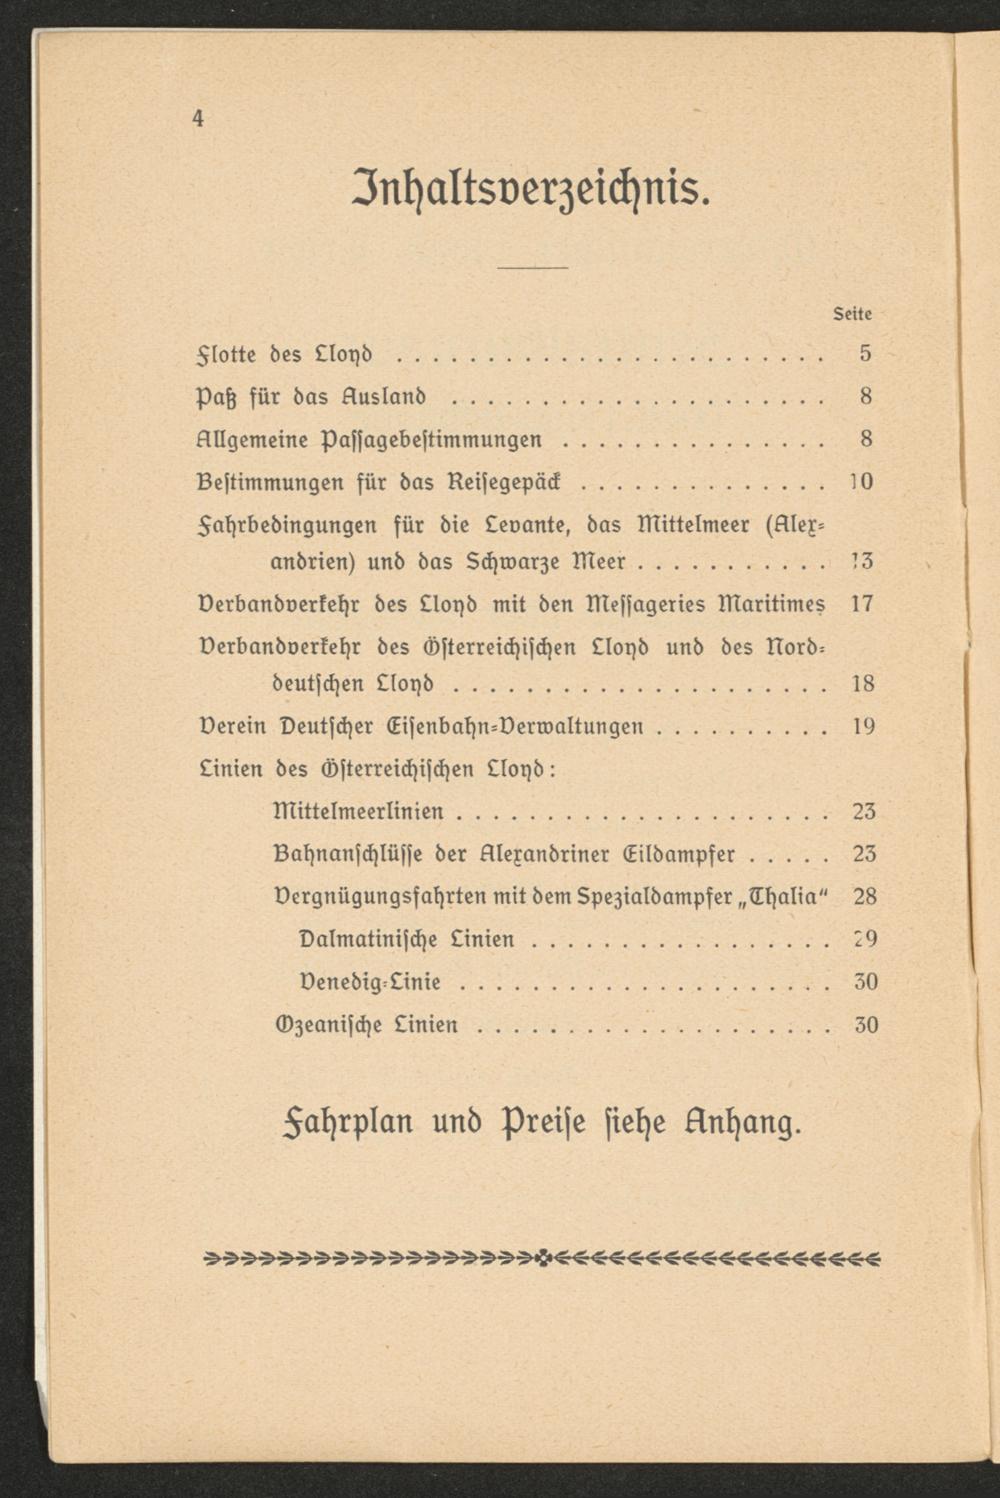 4
Inhaltsverzeichnis.
Seite
Flotte des Lloyd . . . . . . . . . . . . . . . . . . . . . . . . 5
Paß für das Ausland . . . . . . . . . . . . . . . . . . . . . 8
Allgemeine Paſſagebeſtimmungen . . . . . . . . . . . . . . . 8
Beſtimmungen für das Reiſegepäck . . . . . . . . . . . . . . 10
Fahrbedingungen für die Levante, das Mittelmeer (Alex-
andrien) und das Schwarze Meer . . . . . . . . . . . 13
Verbandverkehr des Lloyd mit den Meſſageries Maritimes 17
Verbandverkehr des Öſterreichiſchen Lloyd und des Nord-
deutſchen Lloyd . . . . . . . . . . . . . . . . . . . . . 18
Verein Deutſcher Eiſenbahn-Verwaltungen . . . . . . . . . . 19
Linien des Öſterreichiſchen Lloyd:
Mittelmeerlinien . . . . . . . . . . . . . . . . . . . . . 23
Bahnanſchlüſſe der Alexandriner Eildampfer . . . . . 23
Vergnügungsfahrten mit dem Spezialdampfer „Thalia“ 28
Dalmatiniſche Linien . . . . . . . . . . . . . . . . . 29
Venedig-Linie . . . . . . . . . . . . . . . . . . . . . 30
Ozeaniſche Linien . . . . . . . . . . . . . . . . . . . . 30
Fahrplan und Preiſe ſiehe Anhang.